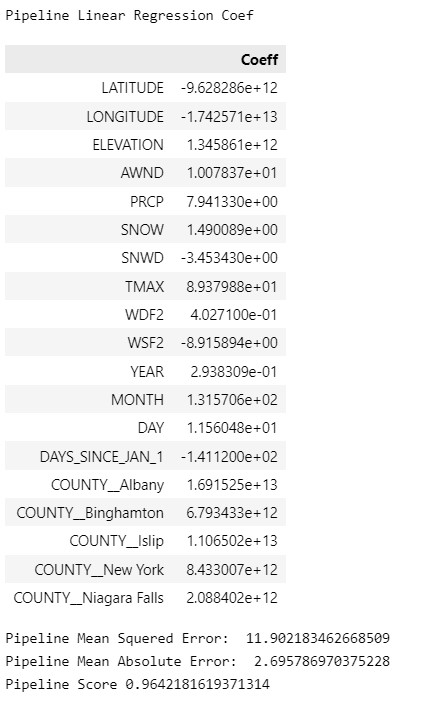 Pipeline Linear Regression Coef
Coeff
LATITUDE -9.628286e+12
LONGITUDE -1.742571e+13
ELEVATION 1.345861e+12
AWND 1.007837e+01
PRCP 7.941330e+00
SNOW 1.490089e+00
SNWD -3.453430e+00
TMAX 8.937988e+01
WDF2 4.027100e-01
WSF2 -8.915894e+00
YEAR 2.938309e-01
MONTH 1.315706e+02
DAY 1.156048e+01
DAYS_SINCE_JAN_1 -1.411200e+02
COUNTY__Albany 1.691525e+13
COUNTY__Binghamton 6.793433e+12
COUNTY__Islip 1.106502e+13
COUNTY__New York 8.433007e+12
COUNTY__Niagara Falls 2.088402e+12
Pipeline Mean Squered Error: 11.902183462668509
Pipeline Mean Absolute Error: 2.695786970375228
Pipeline Score 0.9642181619371314